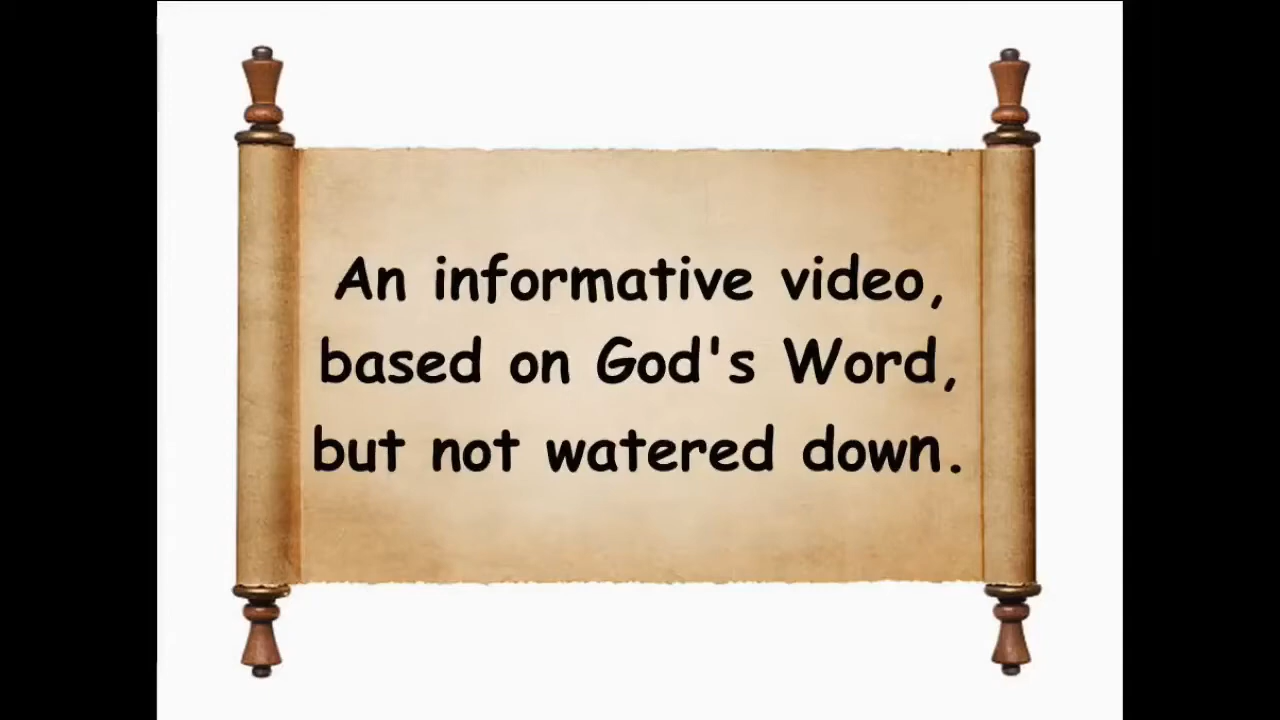 An informative video,
based on God's Word,
but not watered down.